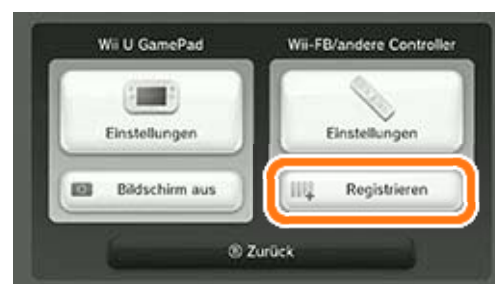 Wii U GamePad
Wii-FB/andere Controller
Einstellungen
Einstellungen
Bildschirm aus
Registrieren
Ⓑ Zurück